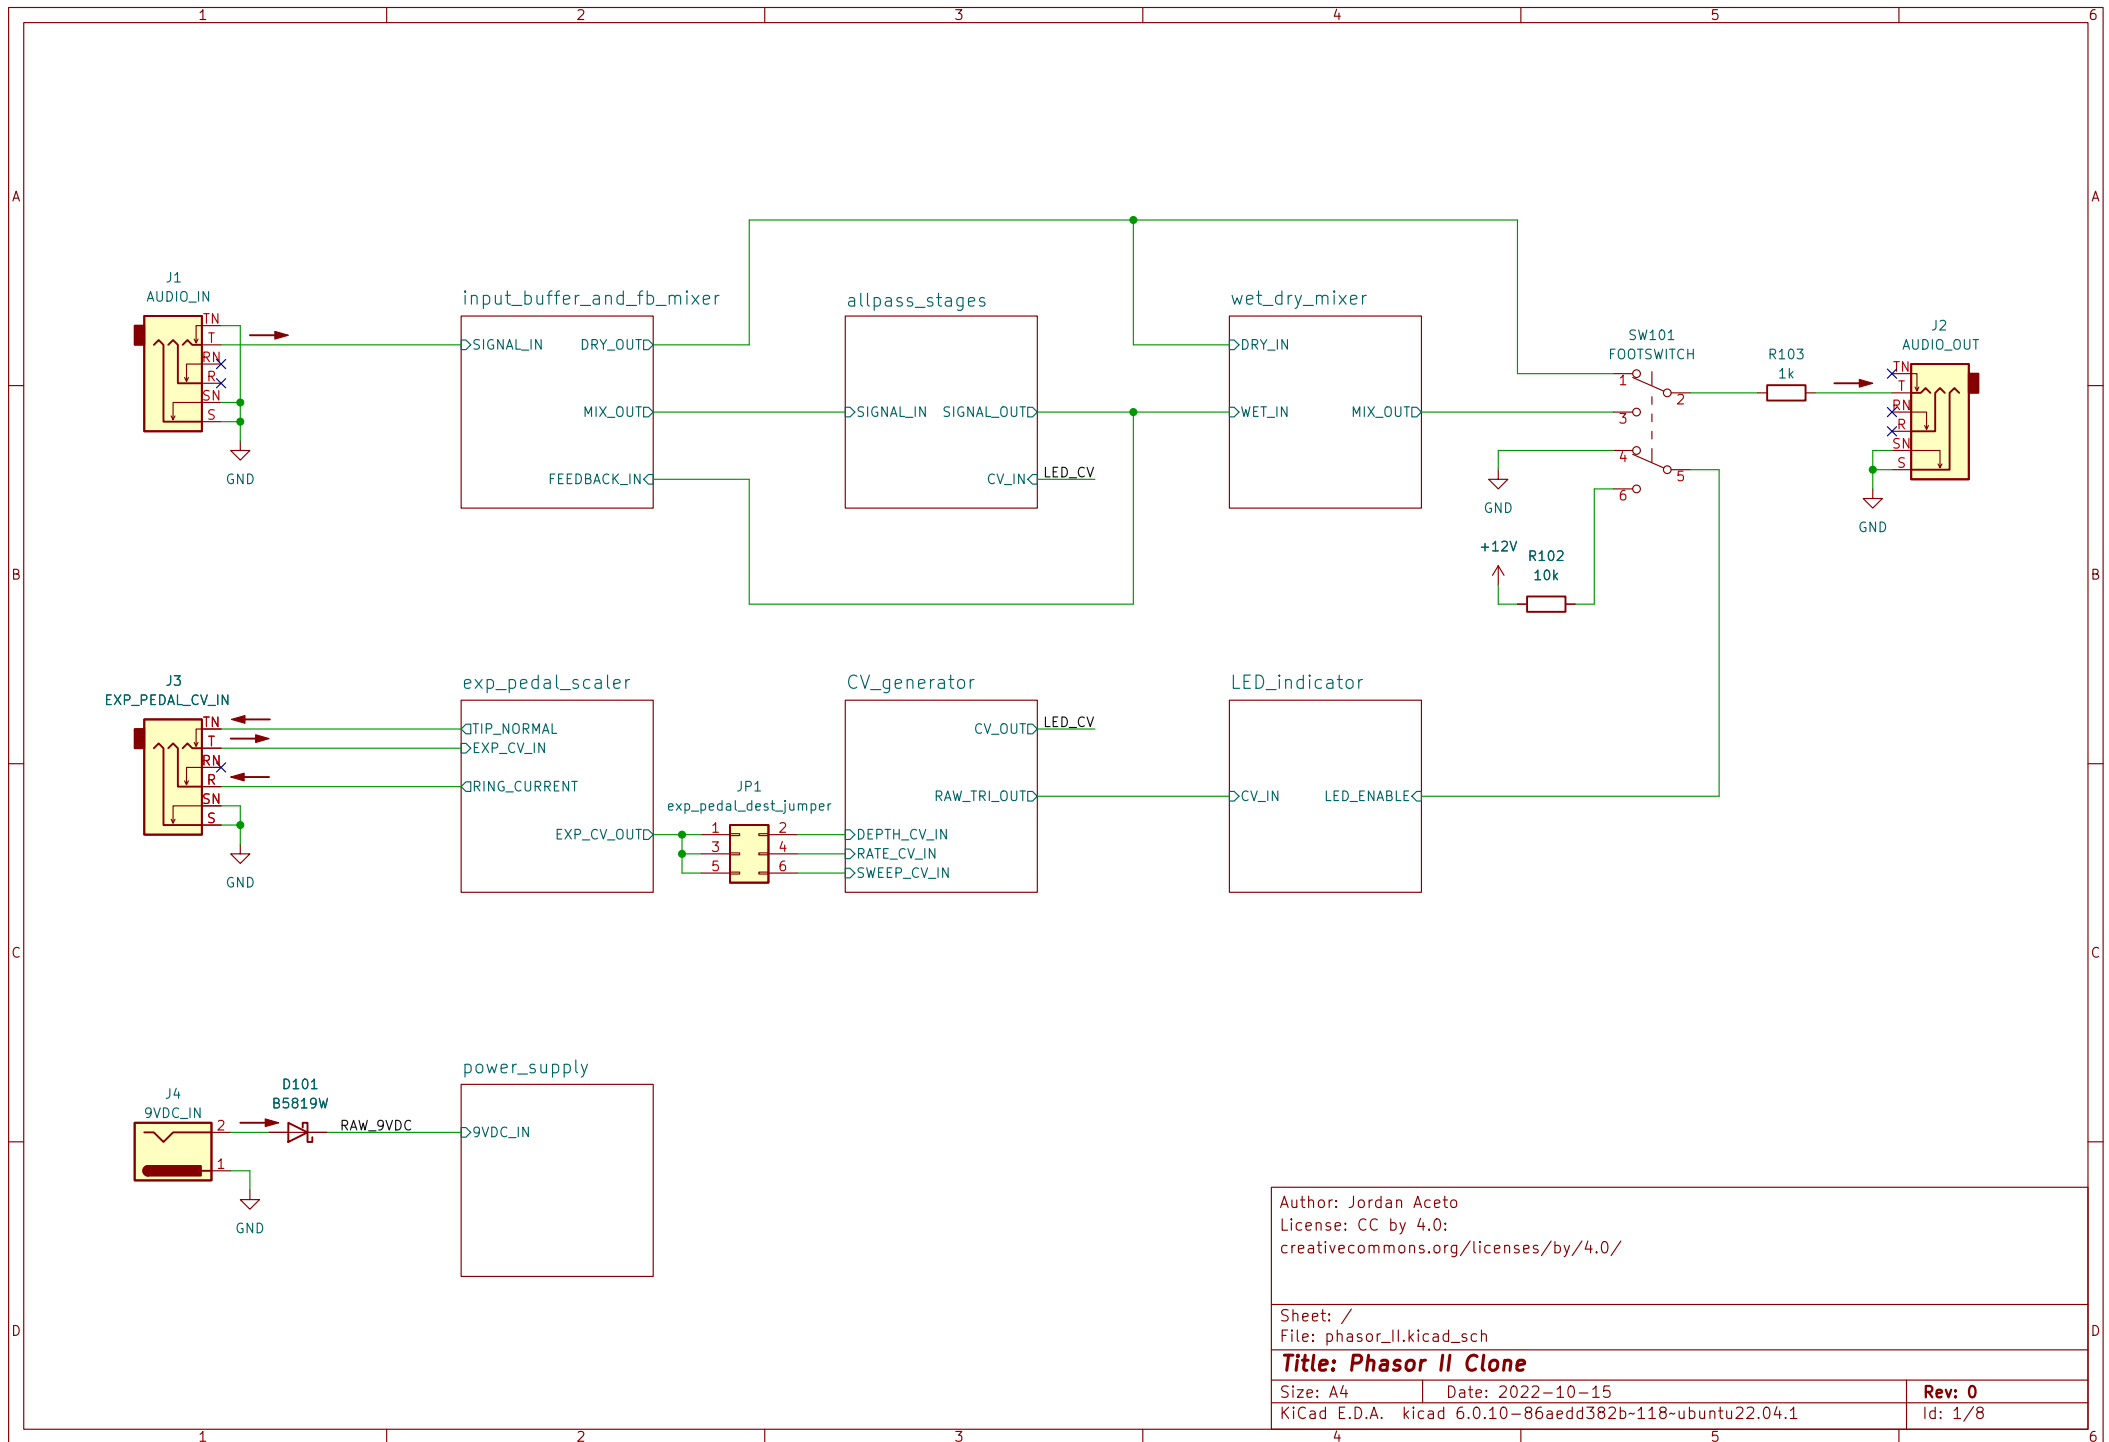 1 2 3 4 5 6
A A
J1
AUDIO_IN
TN
T
RN
R
SN
S
GND
input_buffer_and_fb_mixer
SIGNAL_IN DRY_OUT
MIX_OUT
FEEDBACK_IN
allpass_stages
SIGNAL_IN SIGNAL_OUT
CV_IN LED_CV
wet_dry_mixer
DRY_IN
WET_IN MIX_OUT
SW101
FOOTSWITCH
1
2
3
4
5
6
GND
+12V
R102
10k
R103
1k
J2
AUDIO_OUT
TN
T
RN
R
SN
S
GND
B B
J3
EXP_PEDAL_CV_IN
TN
T
RN
R
SN
S
GND
exp_pedal_scaler
TIP_NORMAL
EXP_CV_IN
RING_CURRENT
EXP_CV_OUT
JP1
exp_pedal_dest_jumper
1 2
3 4
5 6
CV_generator
CV_OUT LED_CV
RAW_TRI_OUT
DEPTH_CV_IN
RATE_CV_IN
SWEEP_CV_IN
LED_indicator
CV_IN LED_ENABLE
C C
J4
9VDC_IN
2
1
GND
D101
B5819W
RAW_9VDC
power_supply
9VDC_IN
D D
Author: Jordan Aceto
License: CC by 4.0:
creativecommons.org/licenses/by/4.0/
Sheet: /
File: phasor_II.kicad_sch
Title: Phasor II Clone
Size: A4 Date: 2022-10-15 Rev: 0
KiCad E.D.A. kicad 6.0.10-86aedd382b~118~ubuntu22.04.1 Id: 1/8
1 2 3 4 5 6